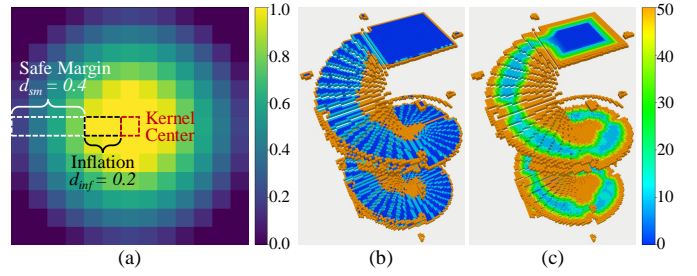 Safe Margin
d_sm = 0.4
Kernel
Center
Inflation
d_inf = 0.2
1.0
0.8
0.6
0.4
0.2
0.0
50
40
30
20
10
0
(a)
(b)
(c)